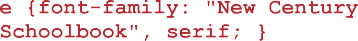 e {font-family: "New Century
Schoolbook", serif; }